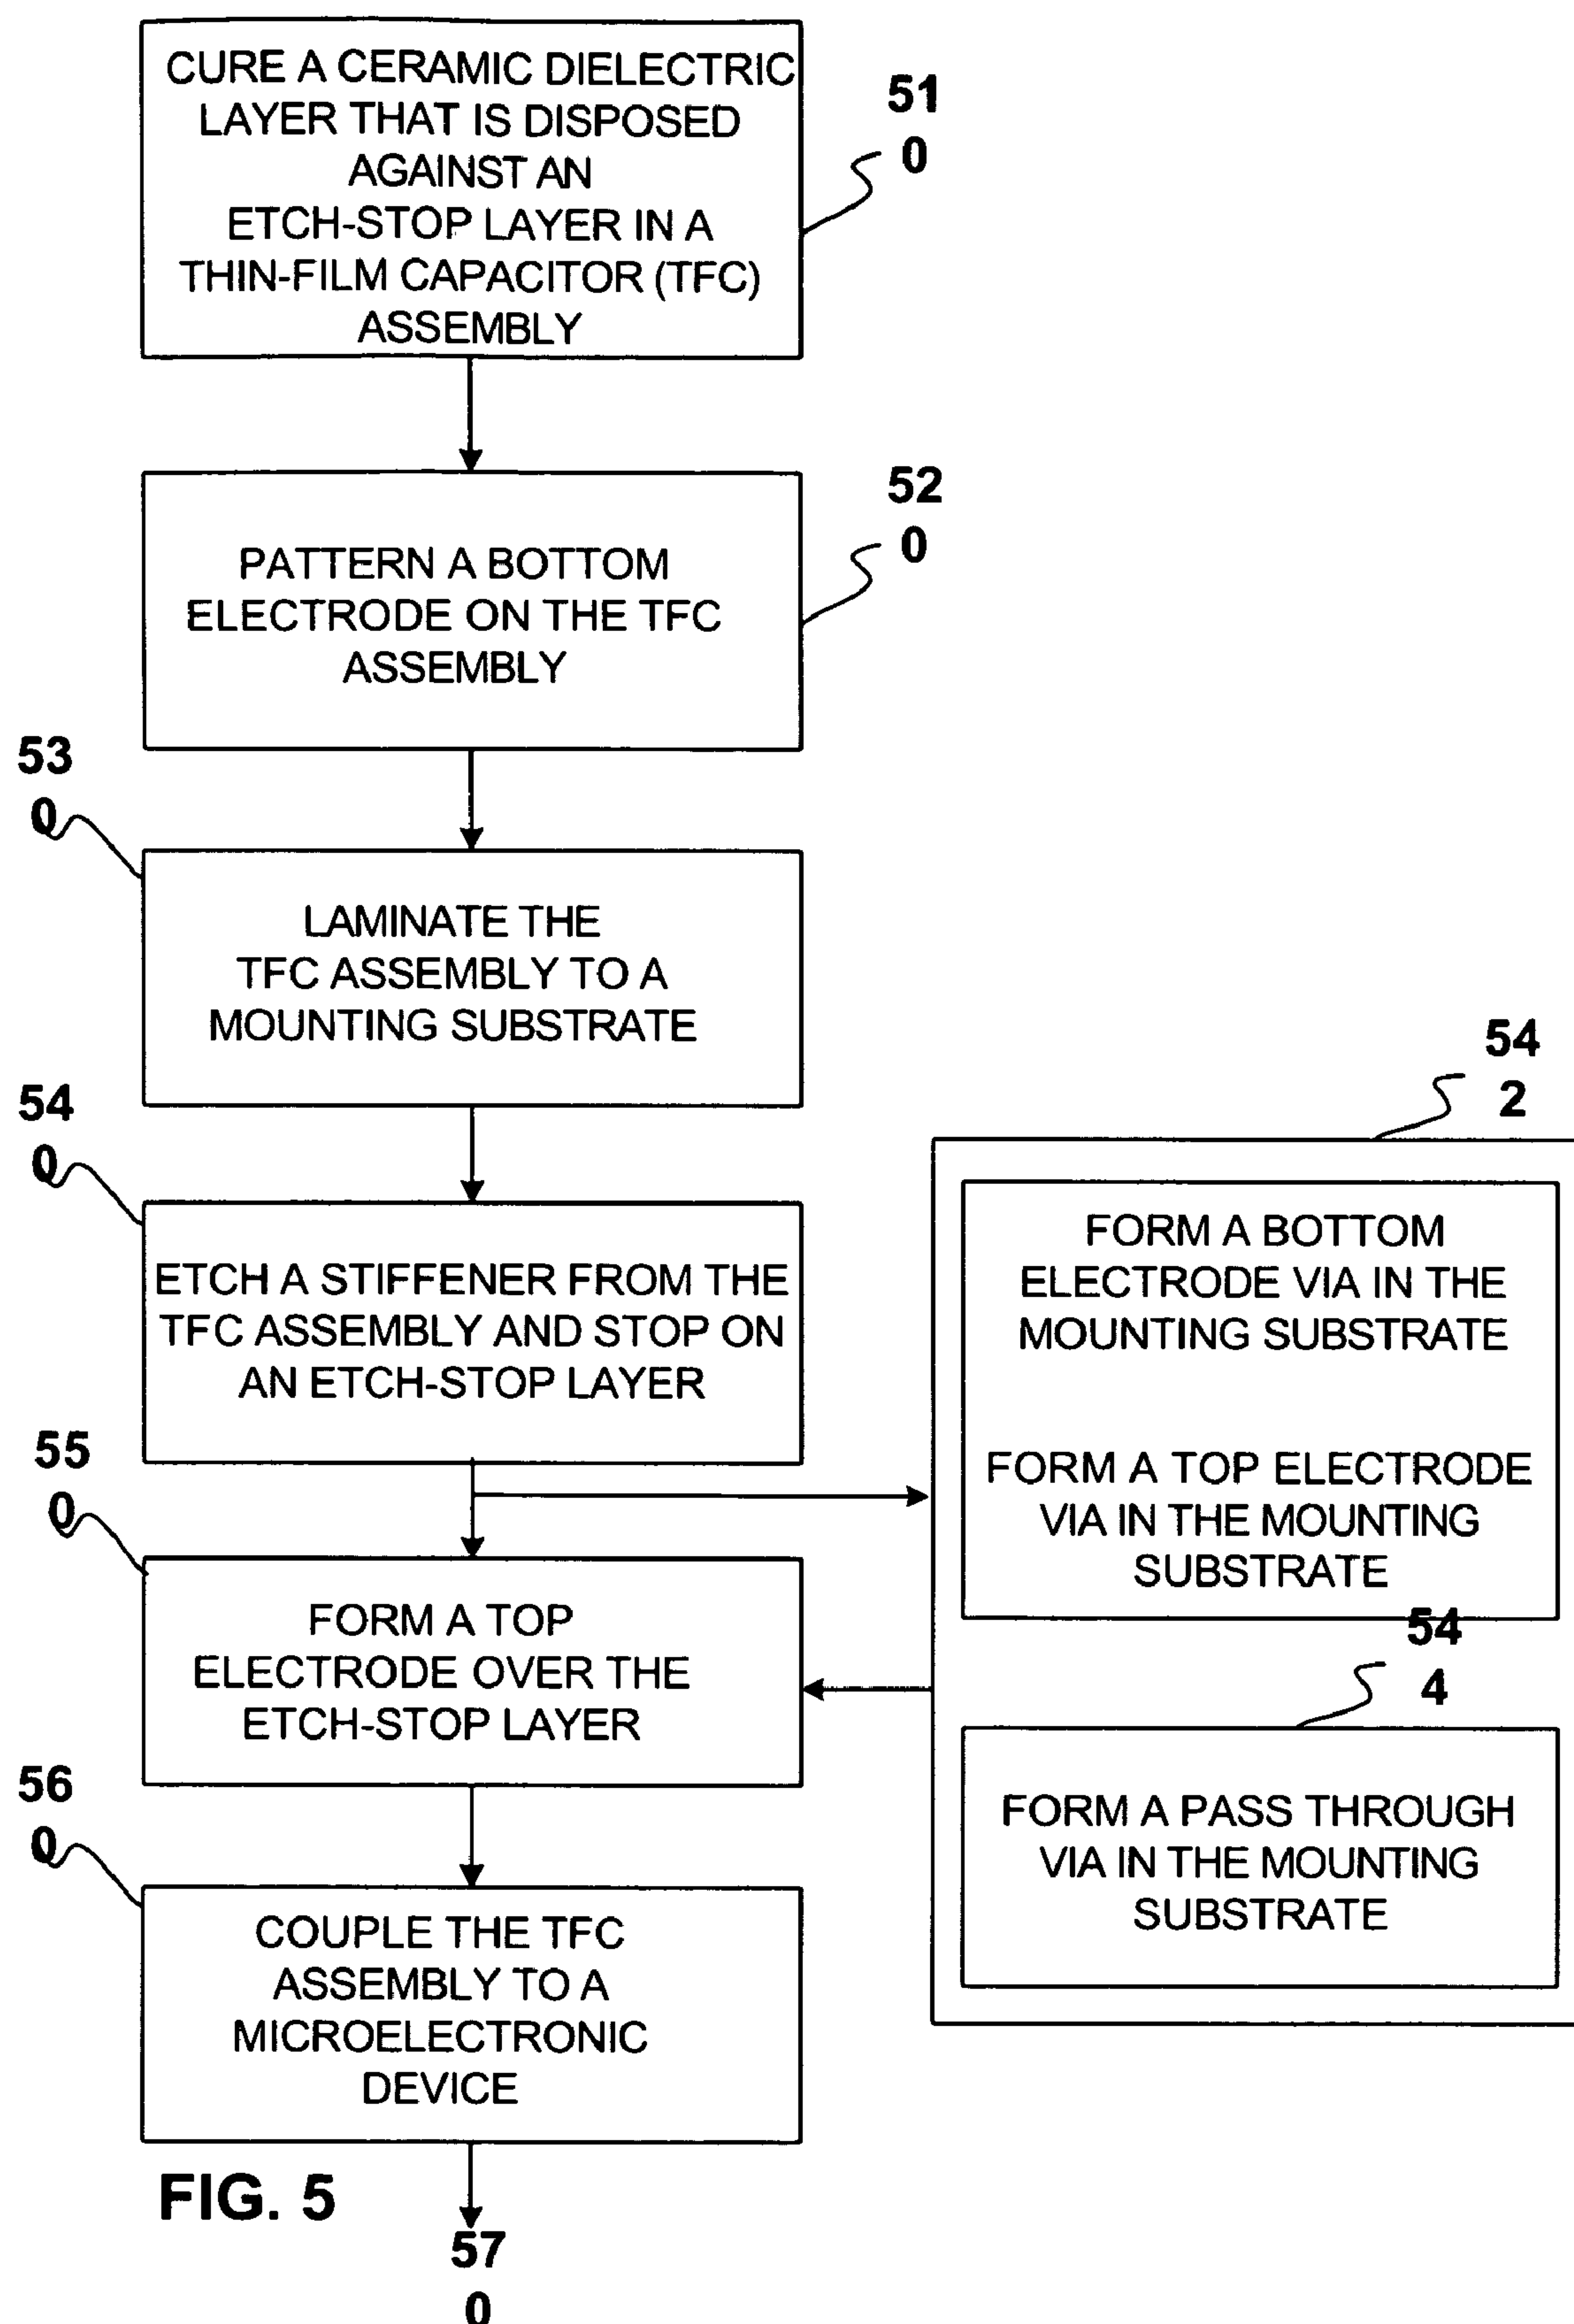 CURE A CERAMIC DIELECTRIC
LAYER THAT IS DISPOSED
AGAINST AN
ETCH-STOP LAYER IN A
THIN-FILM CAPACITOR (TFC)
ASSEMBLY
51
0
PATTERN A BOTTOM
ELECTRODE ON THE TFC
ASSEMBLY
52
0
53
0
LAMINATE THE
TFC ASSEMBLY TO A
MOUNTING SUBSTRATE
54
0
ETCH A STIFFENER FROM THE
TFC ASSEMBLY AND STOP ON
AN ETCH-STOP LAYER
54
2
FORM A BOTTOM
ELECTRODE VIA IN THE
MOUNTING SUBSTRATE
FORM A TOP ELECTRODE
VIA IN THE MOUNTING
SUBSTRATE
54
4
FORM A PASS THROUGH
VIA IN THE MOUNTING
SUBSTRATE
55
0
FORM A TOP
ELECTRODE OVER THE
ETCH-STOP LAYER
56
0
COUPLE THE TFC
ASSEMBLY TO A
MICROELECTRONIC
DEVICE
FIG. 5
57
0